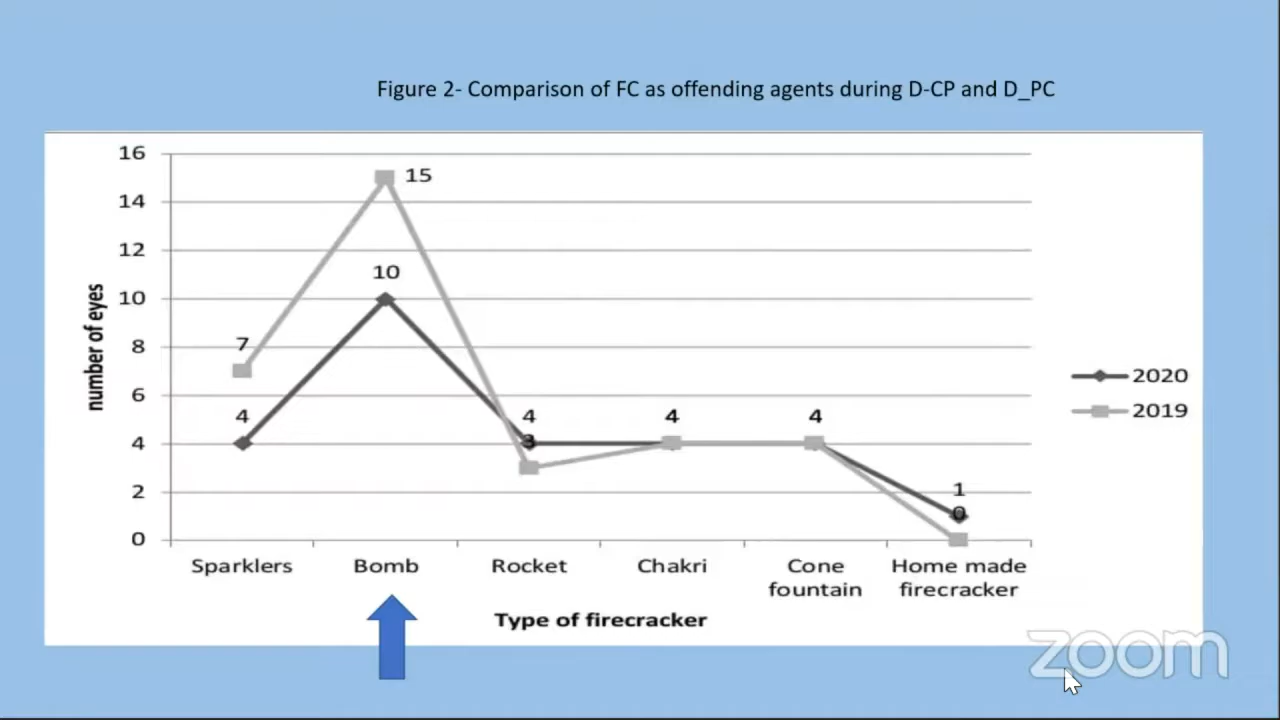 Figure 2- Comparison of FC as offending agents during D-CP and D_PC
16
14
12
10
8
6
4
2
0
number of eyes
15
10
7
4
4
3
4
4
1
0
Sparklers
Bomb
Rocket
Chakri
Cone
fountain
Home made
firecracker
Type of firecracker
2020
2019
zoom